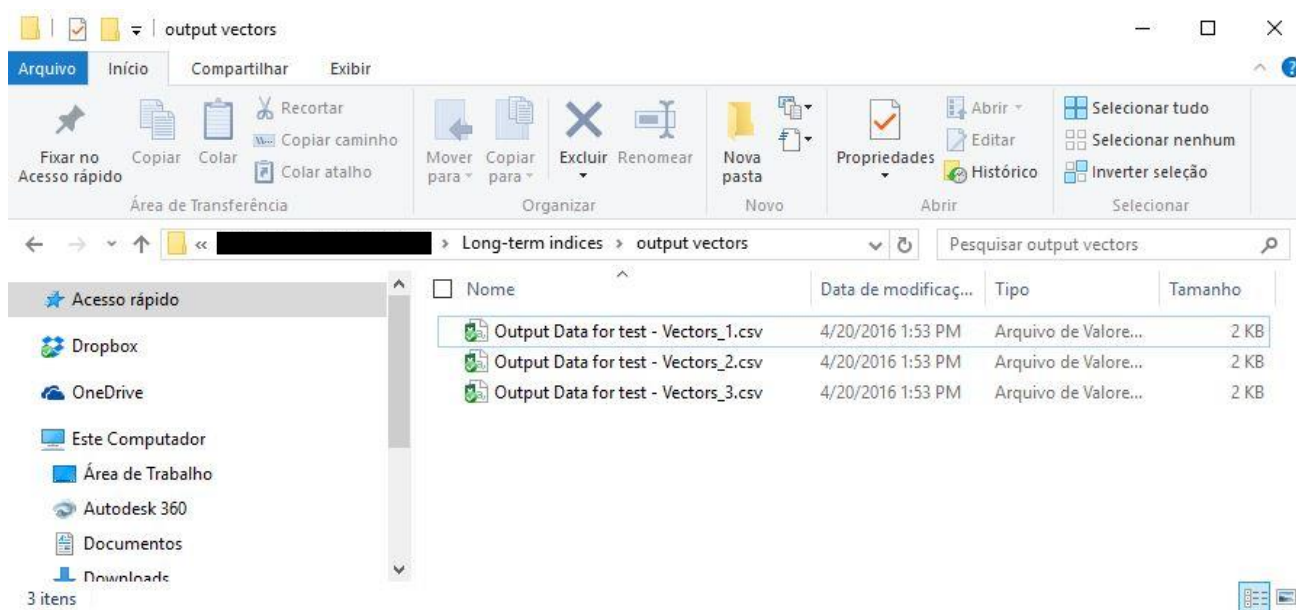 output vectors
Arquivo Início Compartilhar Exibir
Fixar no
Acesso rápido
Copiar
Colar
Recortar
Copiar caminho
Colar atalho
Área de Transferência
Mover
para
Copiar
para
Excluir
Renomear
Organizar
Nova
pasta
Novo
Propriedades
Abrir
Editar
Histórico
Abrir
Selecionar tudo
Selecionar nenhum
Inverter seleção
Selecionar
« > Long-term indices > output vectors
Pesquisar output vectors
Acesso rápido
Dropbox
OneDrive
Este Computador
Área de Trabalho
Autodesk 360
Documentos
Downloads
Nome Data de modificaç... Tipo Tamanho
Output Data for test - Vectors_1.csv 4/20/2016 1:53 PM Arquivo de Valore... 2 KB
Output Data for test - Vectors_2.csv 4/20/2016 1:53 PM Arquivo de Valore... 2 KB
Output Data for test - Vectors_3.csv 4/20/2016 1:53 PM Arquivo de Valore... 2 KB
3 itens